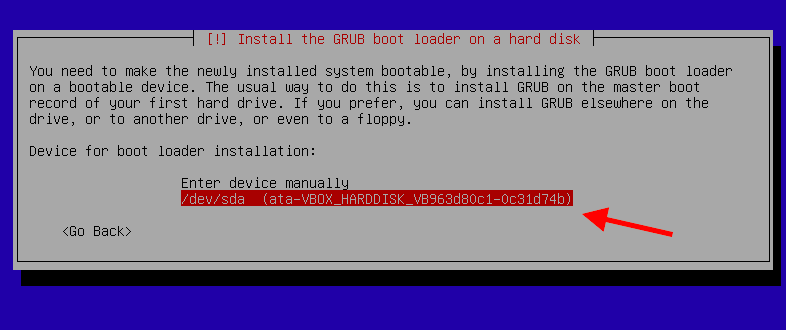 [!] Install the GRUB boot loader on a hard disk
You need to make the newly installed system bootable, by installing the GRUB boot loader
on a bootable device. The usual way to do this is to install GRUB on the master boot
record of your first hard drive. If you prefer, you can install GRUB elsewhere on the
drive, or to another drive, or even to a floppy.
Device for boot loader installation:
Enter device manually
/dev/sda  (ata-VBOX_HARDDISK_VB963d80c1-0c31d74b)
<Go Back>